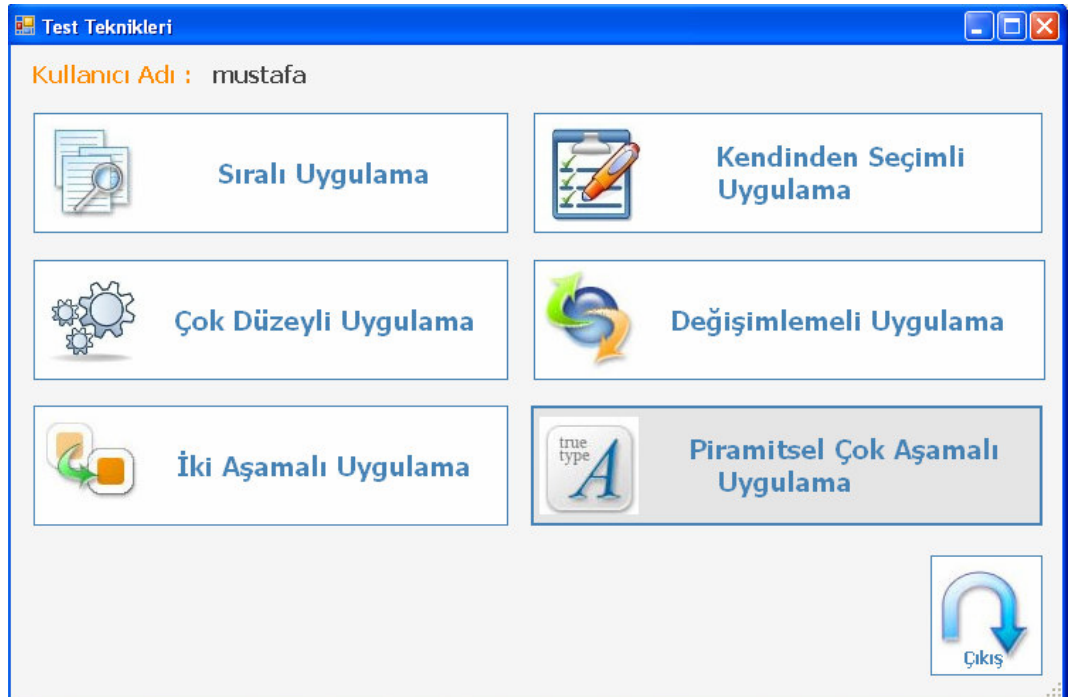 Test Teknikleri
Kullanıcı Adı : mustafa
Sıralı Uygulama
Kendinden Seçimli
Uygulama
Çok Düzeyli Uygulama
Değişimlemeli Uygulama
İki Aşamalı Uygulama
true
type
A
Piramitsel Çok Aşamalı
Uygulama
Çıkış